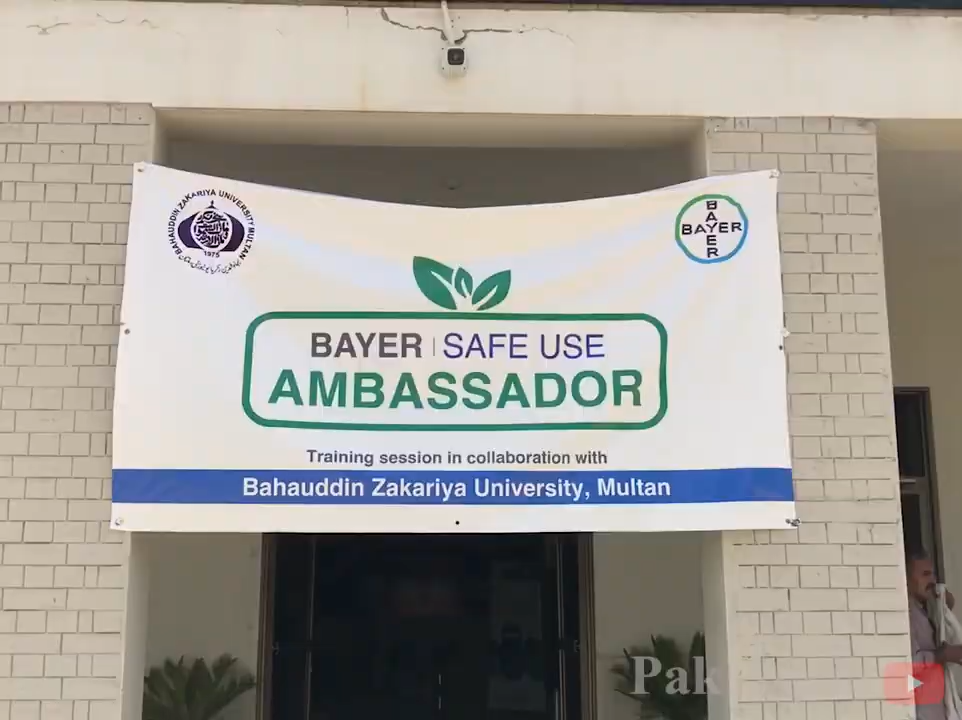 BAHAUDDIN ZAKARIYA UNIVERSITY MULTAN
1975
BAYER
BAYER
BAYER | SAFE USE
AMBASSADOR
Training session in collaboration with
Bahauddin Zakariya University, Multan
Pak